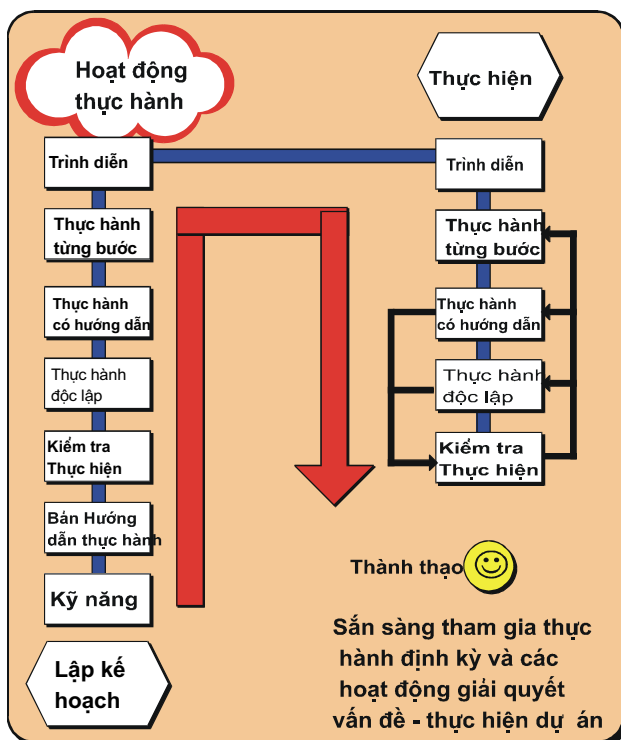 Hoạt động
thực hành
Trình diễn
Thực hành
từng bước
Thực hành
có hướng dẫn
Thực hành
độc lập
Kiểm tra
Thực Hiện
Bản Hướng
dẫn thực hành
Kỹ năng
Lập kế
hoạch
Thực hiện
Trình diễn
Thực hành
từng bước
Thực hành
có hướng dẫn
Thực hành
độc lập
Kiểm tra
Thực Hiện
Thành thạo
Sắn sàng tham gia thực
hành định kỳ và các
hoạt động giải quyết
vấn đề - thực hiện dự án